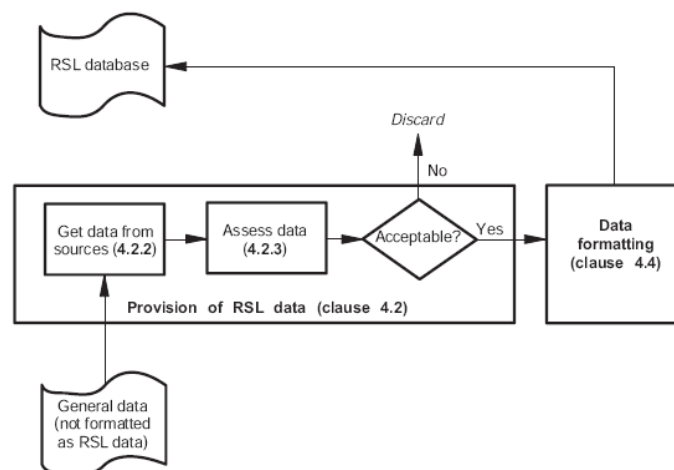 RSL database
Discard
No
Get data from
sources (4.2.2)
Assess data
(4.2.3)
Acceptable?
Yes
Data
formatting
(clause 4.4)
Provision of RSL data (clause 4.2)
General data
(not formatted
as RSL data)